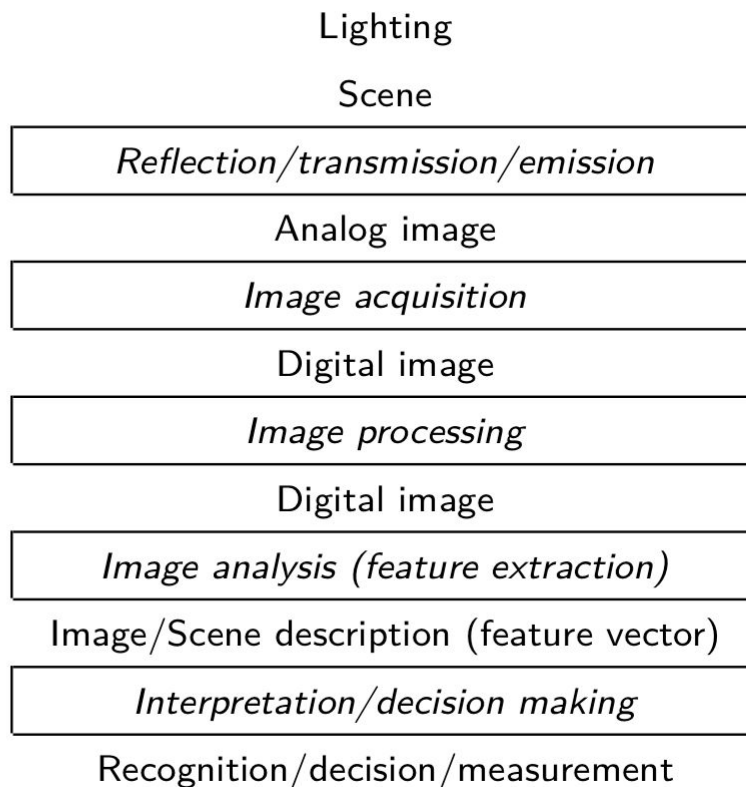 Lighting
Scene
Reflection/transmission/emission
Analog image
Image acquisition
Digital image
Image processing
Digital image
Image analysis (feature extraction)
Image/Scene description (feature vector)
Interpretation/decision making
Recognition/decision/measurement